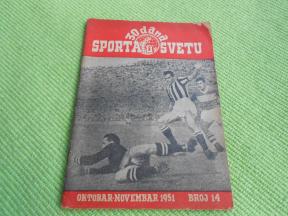 30 dana
SPORTA U SVETU
OKTOBAR-NOVEMBAR 1951 BROJ 14